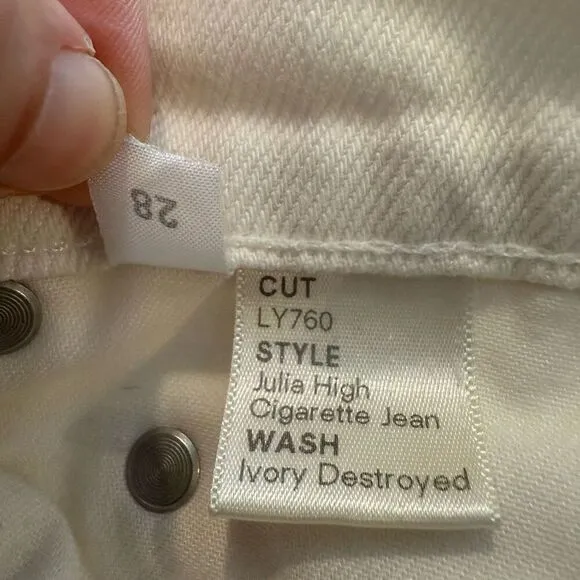 28
CUT
LY760
STYLE
Julia High
Cigarette Jean
WASH
Ivory Destroyed